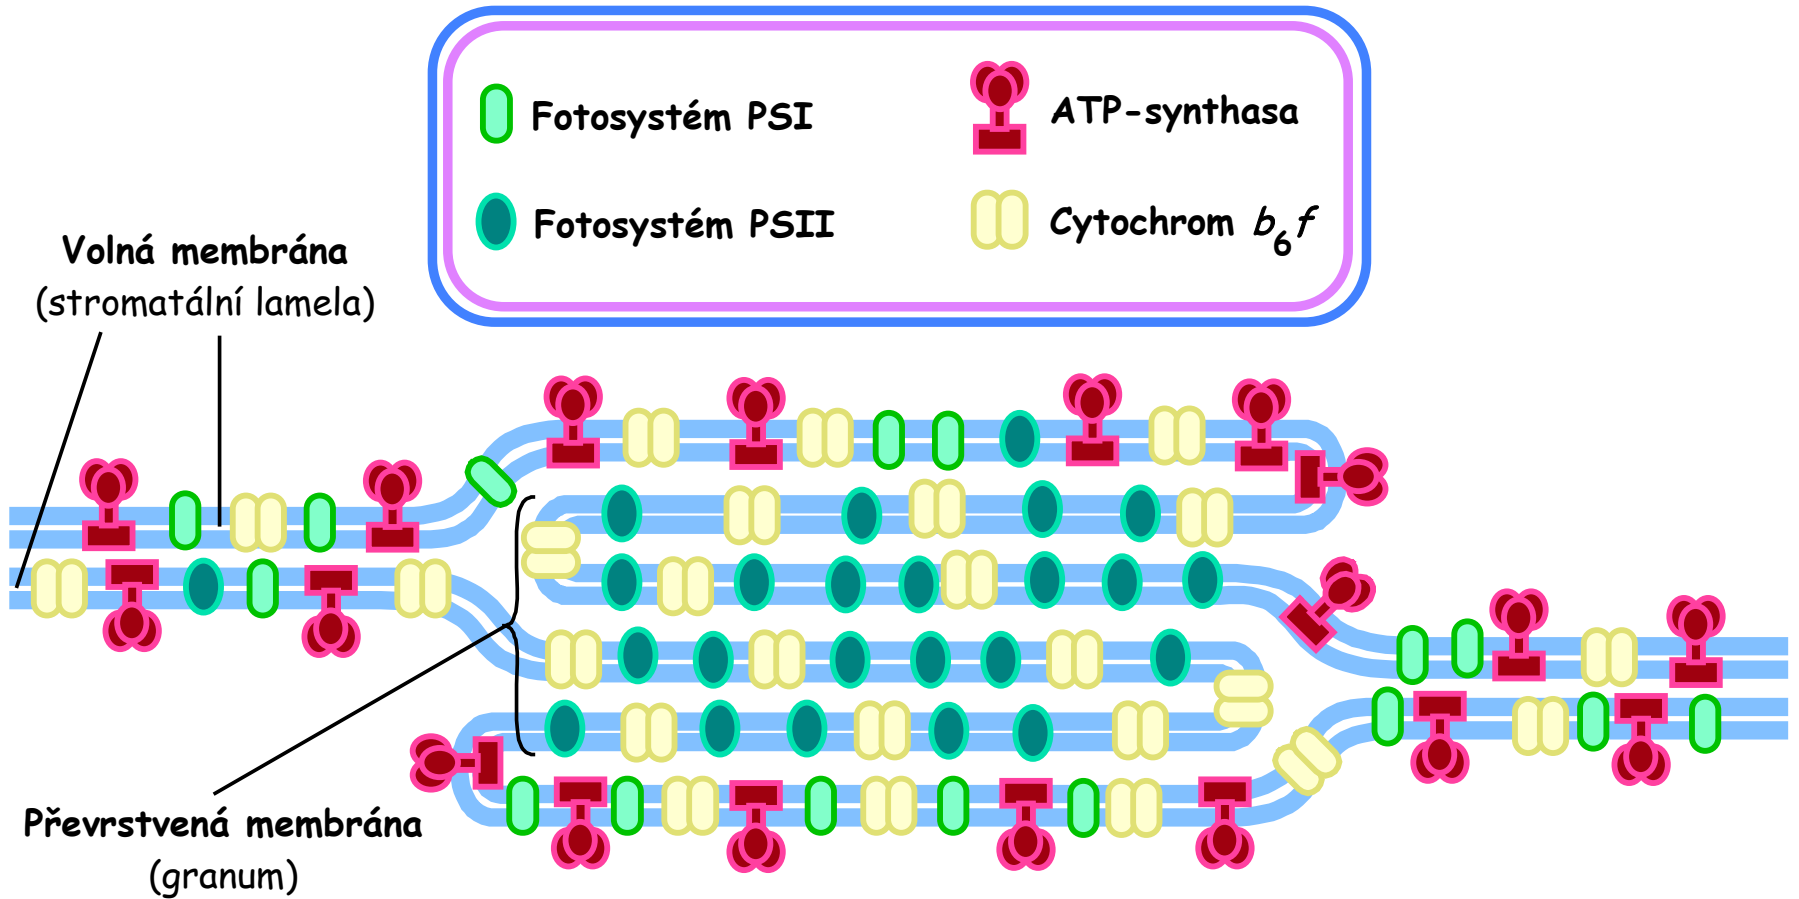 Fotosystém PSI
ATP-synthasa
Fotosystém PSII
Cytochrom b6f
Volná membrána
(stromatální lamela)
Převrstvená membrána
(granum)